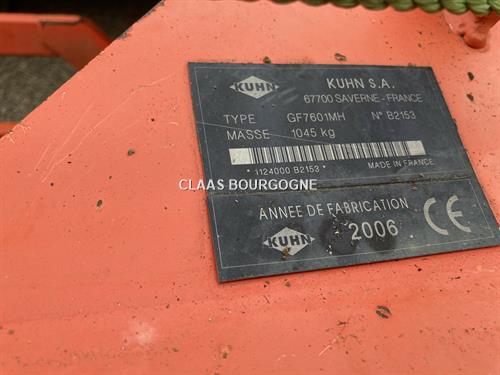 KUHN
KUHN S.A.
67700 SAVERNE - FRANCE
TYPE GF7601MH N° B2153
MASSE 1045 kg
* 1124000 B2153 * MADE IN FRANCE
CLAAS BOURGOGNE
ANNEE DE FABRICATION
KUHN 2006 CE